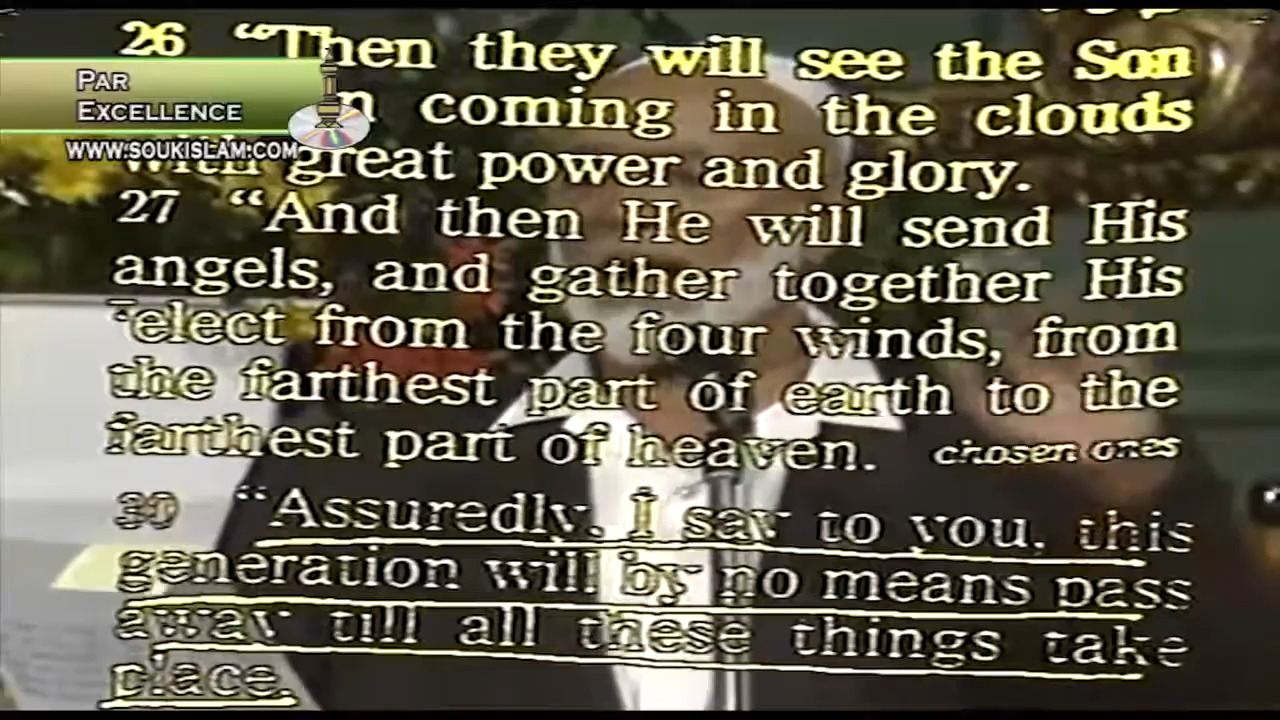 26 "Then they will see the Son
PAR
EXCELLENCE
coming in the clouds
WWW.SOUKISLAM.COM
with great power and glory.
27 "And then He will send His
angels, and gather together His
elect from the four winds, from
the farthest part of earth to the
farthest part of heaven. chosen ones
30 "Assuredly, I say to you, this
generation will by no means pass
away till all these things take
place.